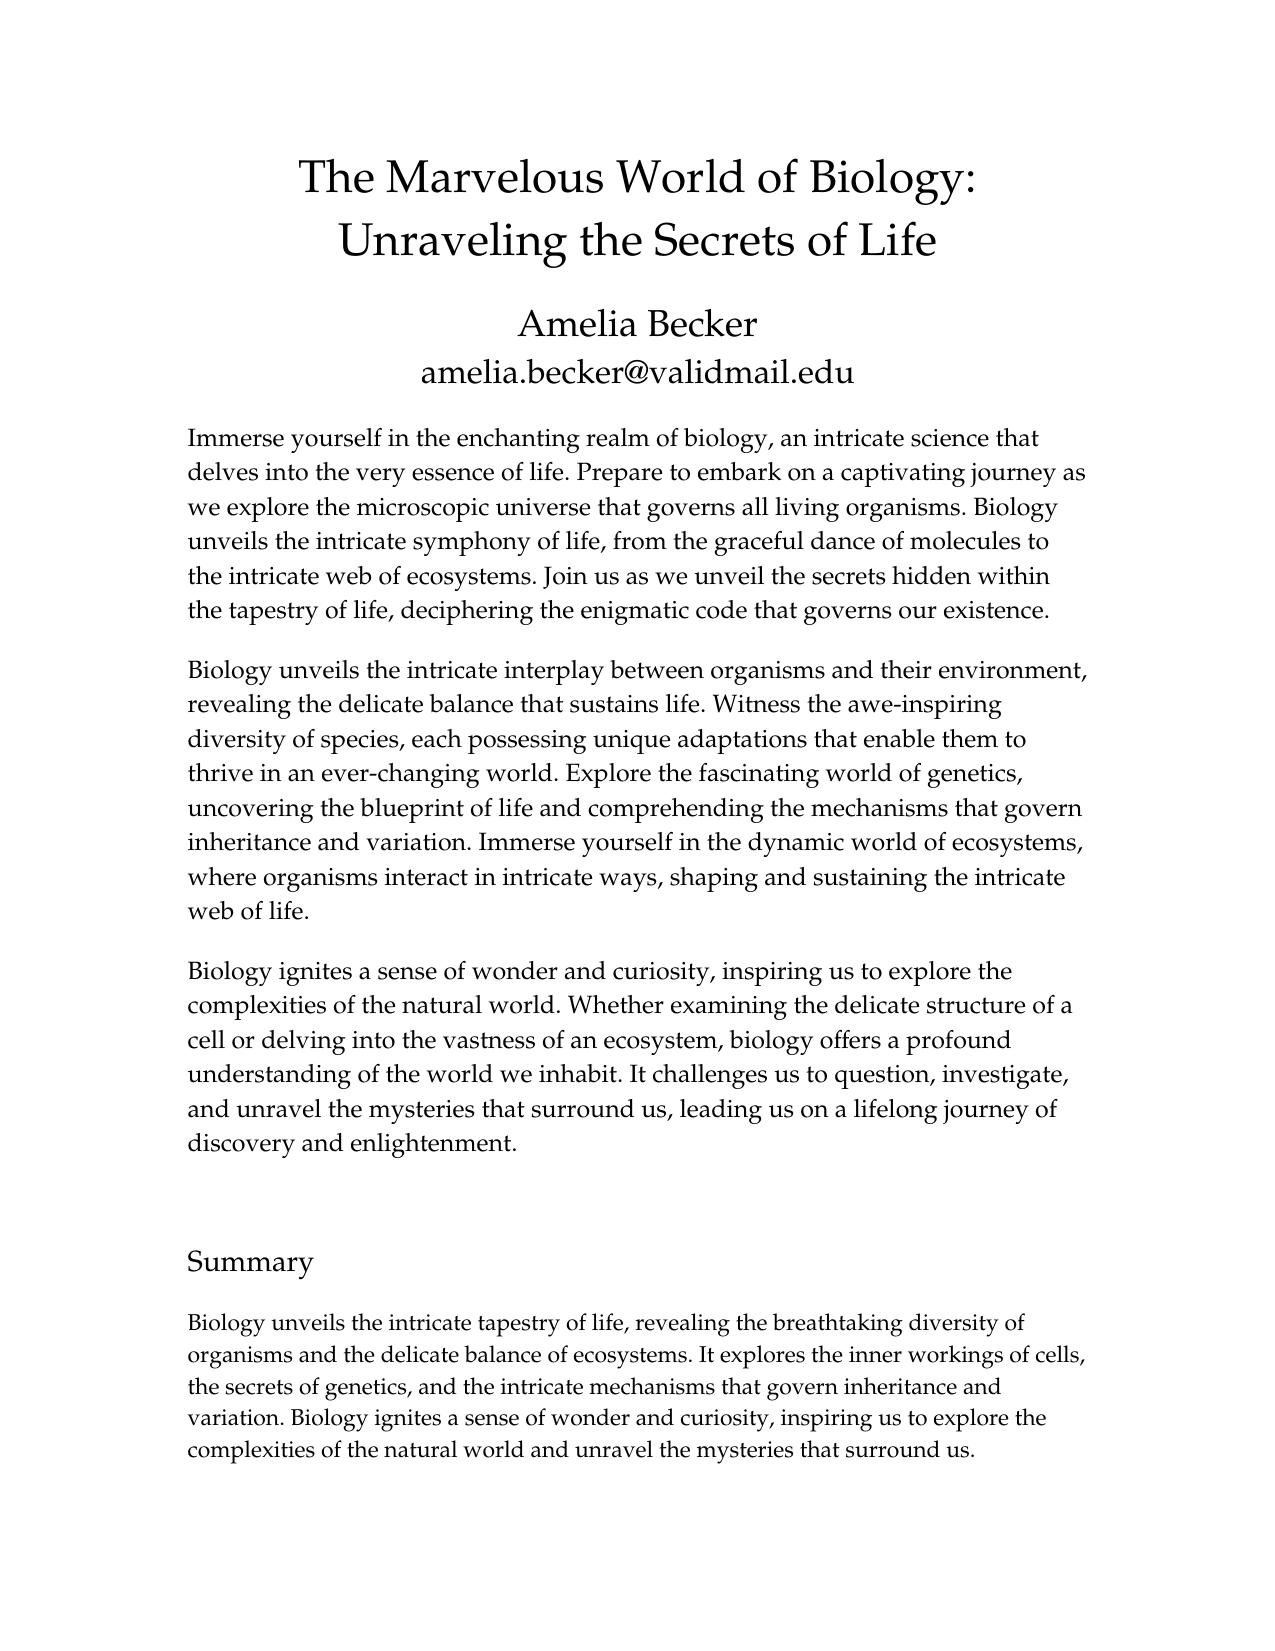 The Marvelous World of Biology:
Unraveling the Secrets of Life
Amelia Becker
amelia.becker@validmail.edu
Immerse yourself in the enchanting realm of biology, an intricate science that
delves into the very essence of life. Prepare to embark on a captivating journey as
we explore the microscopic universe that governs all living organisms. Biology
unveils the intricate symphony of life, from the graceful dance of molecules to
the intricate web of ecosystems. Join us as we unveil the secrets hidden within
the tapestry of life, deciphering the enigmatic code that governs our existence.
Biology unveils the intricate interplay between organisms and their environment,
revealing the delicate balance that sustains life. Witness the awe-inspiring
diversity of species, each possessing unique adaptations that enable them to
thrive in an ever-changing world. Explore the fascinating world of genetics,
uncovering the blueprint of life and comprehending the mechanisms that govern
inheritance and variation. Immerse yourself in the dynamic world of ecosystems,
where organisms interact in intricate ways, shaping and sustaining the intricate
web of life.
Biology ignites a sense of wonder and curiosity, inspiring us to explore the
complexities of the natural world. Whether examining the delicate structure of a
cell or delving into the vastness of an ecosystem, biology offers a profound
understanding of the world we inhabit. It challenges us to question, investigate,
and unravel the mysteries that surround us, leading us on a lifelong journey of
discovery and enlightenment.
Summary
Biology unveils the intricate tapestry of life, revealing the breathtaking diversity of
organisms and the delicate balance of ecosystems. It explores the inner workings of cells,
the secrets of genetics, and the intricate mechanisms that govern inheritance and
variation. Biology ignites a sense of wonder and curiosity, inspiring us to explore the
complexities of the natural world and unravel the mysteries that surround us.